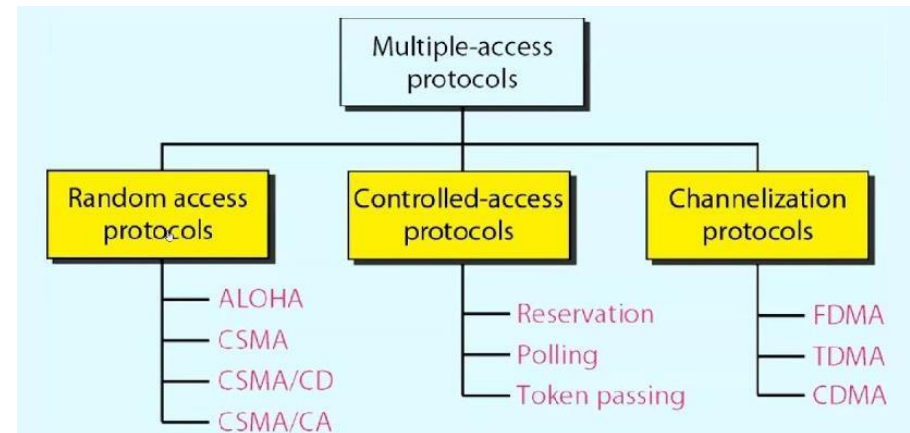 Multiple-access
protocols
Random access
protocols
Controlled-access
protocols
Channelization
protocols
ALOHA
CSMA
CSMA/CD
CSMA/CA
Reservation
Polling
Token passing
FDMA
TDMA
CDMA